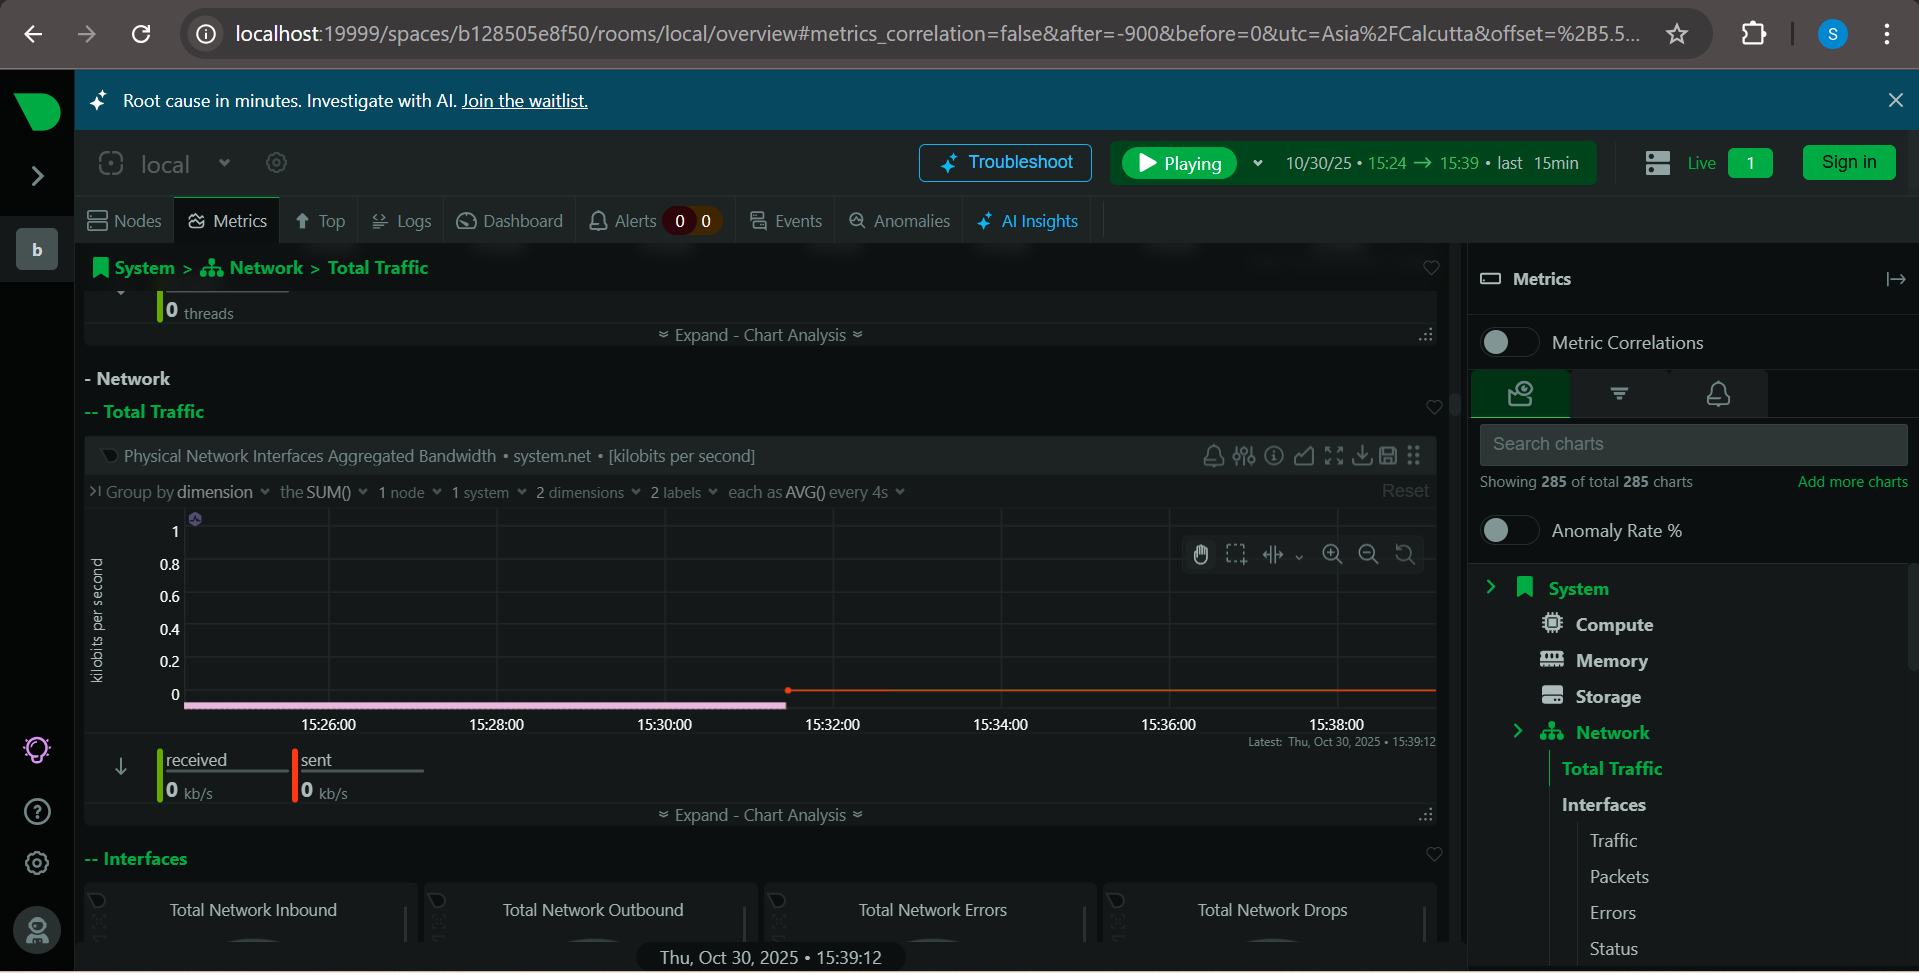 localhost:19999/spaces/b128505e8f50/rooms/local/overview#metrics_correlation=false&after=-900&before=0&utc=Asia%2FCalcutta&offset=%2B5.5...
S
Root cause in minutes. Investigate with AI. Join the waitlist.
local
Troubleshoot
Playing
10/30/25 • 15:24 → 15:39 • last 15min
Live 1
Sign in
Nodes
Metrics
Top
Logs
Dashboard
Alerts 0 0
Events
Anomalies
AI Insights
b
System > Network > Total Traffic
0 threads
Expand - Chart Analysis
- Network
-- Total Traffic
Physical Network Interfaces Aggregated Bandwidth • system.net • [kilobits per second]
Group by dimension the SUM() 1 node 1 system 2 dimensions 2 labels each as AVG() every 4s
Reset
kilobits per second
1
0.8
0.6
0.4
0.2
0
15:26:00 15:28:00 15:30:00 15:32:00 15:34:00 15:36:00 15:38:00
Latest: Thu, Oct 30, 2025 • 15:39:12
received
0 kb/s
sent
0 kb/s
Expand - Chart Analysis
-- Interfaces
Total Network Inbound
Total Network Outbound
Total Network Errors
Total Network Drops
Thu, Oct 30, 2025 • 15:39:12
Metrics
Metric Correlations
Search charts
Showing 285 of total 285 charts
Add more charts
Anomaly Rate %
System
Compute
Memory
Storage
Network
Total Traffic
Interfaces
Traffic
Packets
Errors
Status